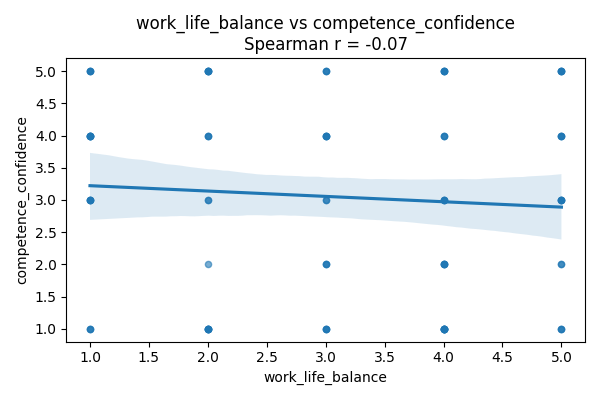 work_life_balance vs competence_confidence
Spearman r = -0.07
competence_confidence
5.0
4.5
4.0
3.5
3.0
2.5
2.0
1.5
1.0
1.0 1.5 2.0 2.5 3.0 3.5 4.0 4.5 5.0
work_life_balance